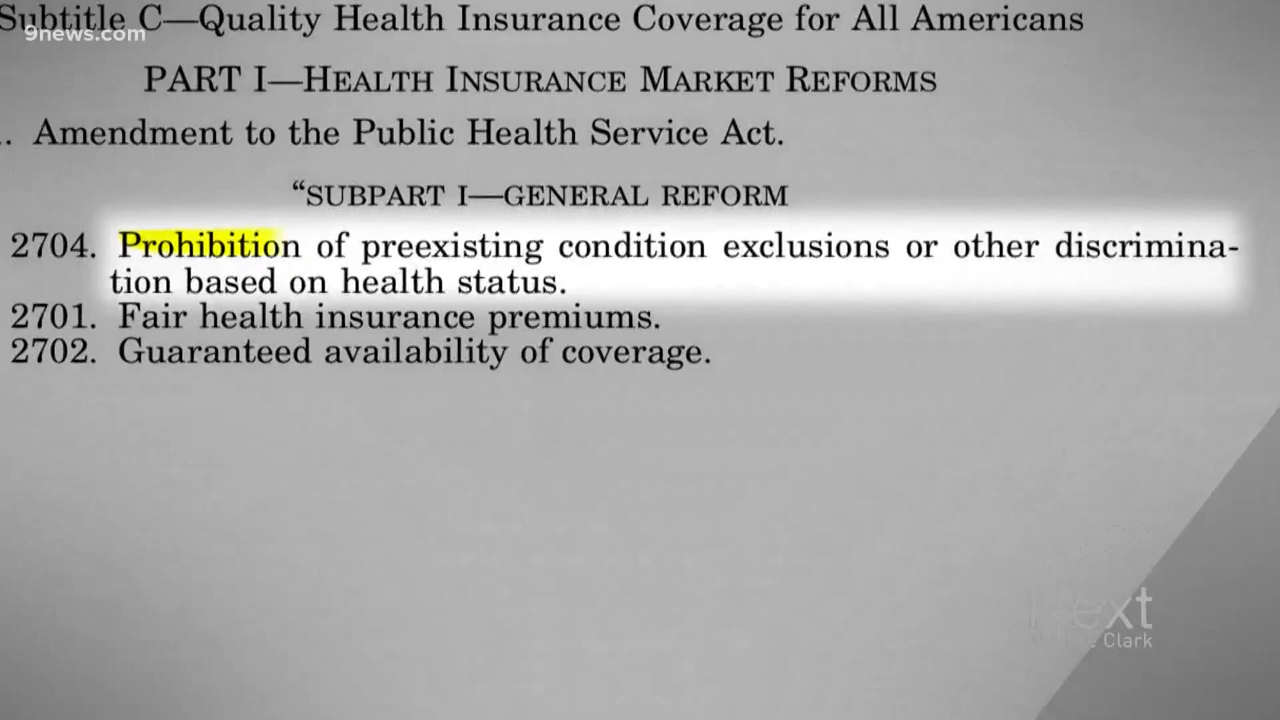 Subtitle C—Quality Health Insurance Coverage for All Americans
9news.com
PART I—HEALTH INSURANCE MARKET REFORMS
. Amendment to the Public Health Service Act.
“SUBPART I—GENERAL REFORM
2704. Prohibition of preexisting condition exclusions or other discrimina-
tion based on health status.
2701. Fair health insurance premiums.
2702. Guaranteed availability of coverage.
Next
Clark